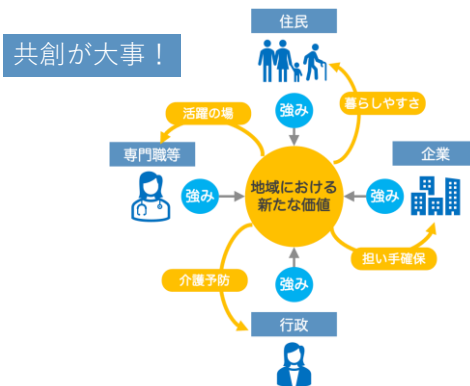 住民
共創が大事！
強み
暮らしやすさ
活躍の場
専門職等
企業
地域における
新たな価値
強み
強み
担い手確保
介護予防
強み
行政